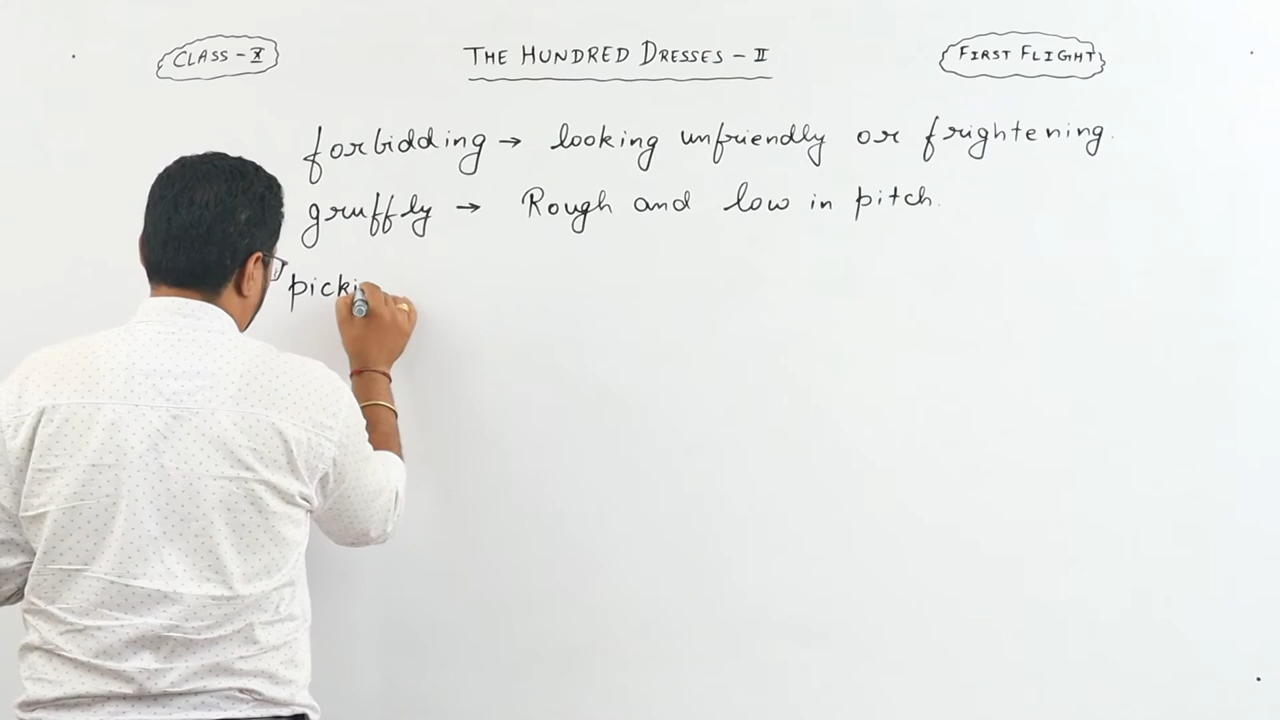 CLASS - X
THE HUNDRED DRESSES - II
FIRST FLIGHT
forbidding → looking unfriendly or frightening.
gruffly → Rough and low in pitch.
picki